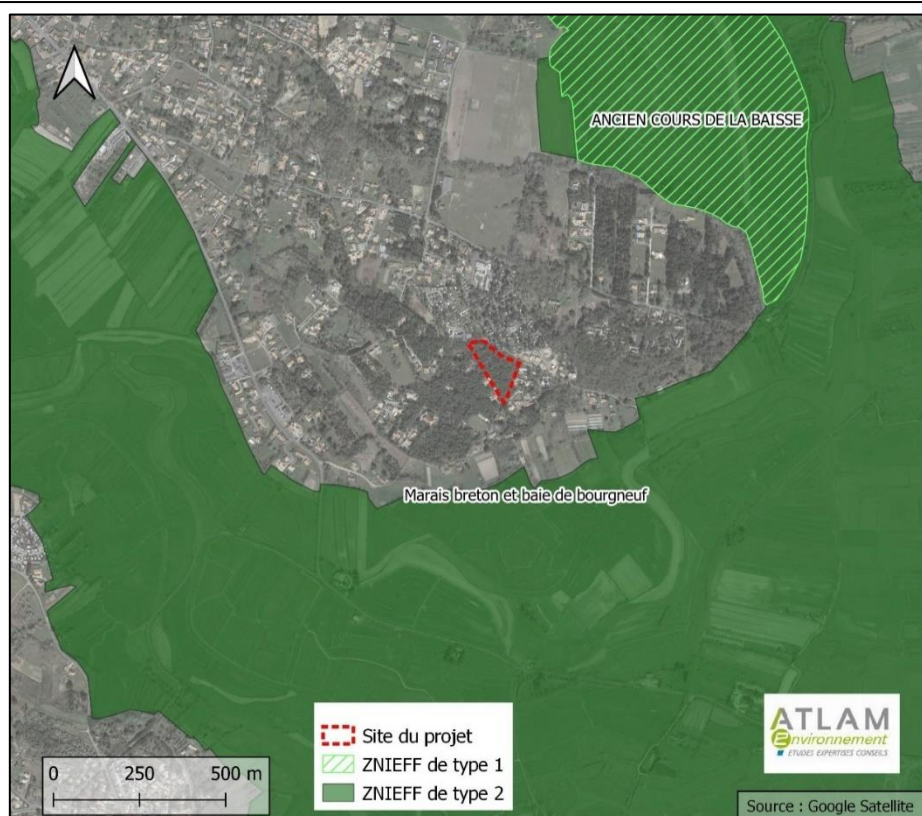 ANCIEN COURS DE LA BAISSE
Marais breton et baie de bourgneuf
Site du projet
ZNIEFF de type 1
ZNIEFF de type 2
0 250 500 m
ATLAM
environnement
ETUDES EXPERTISES CONSEILS
Source : Google Satellite